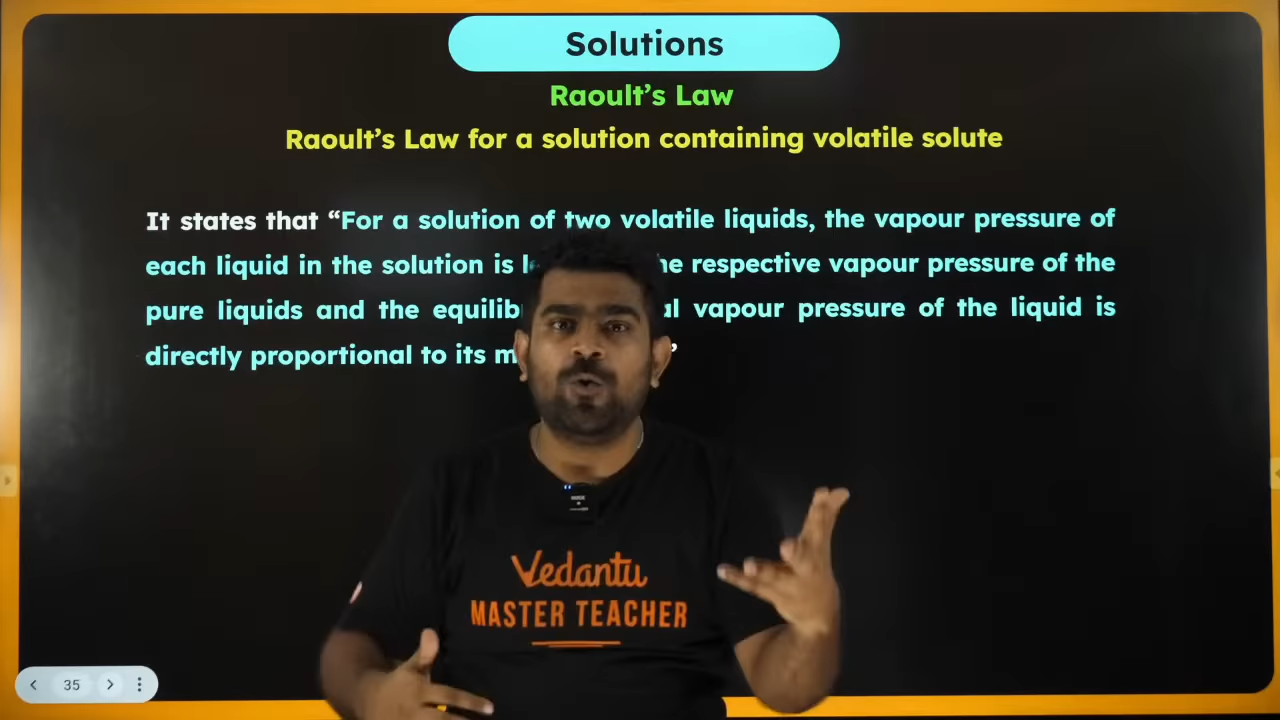 Solutions
Raoult's Law
Raoult's Law for a solution containing volatile solute
It states that “For a solution of two volatile liquids, the vapour pressure of
each liquid in the solution is respective vapour pressure of the
pure liquids and the vapour pressure of the liquid is
directly proportional to its ”
Vedantu
MASTER TEACHER
35